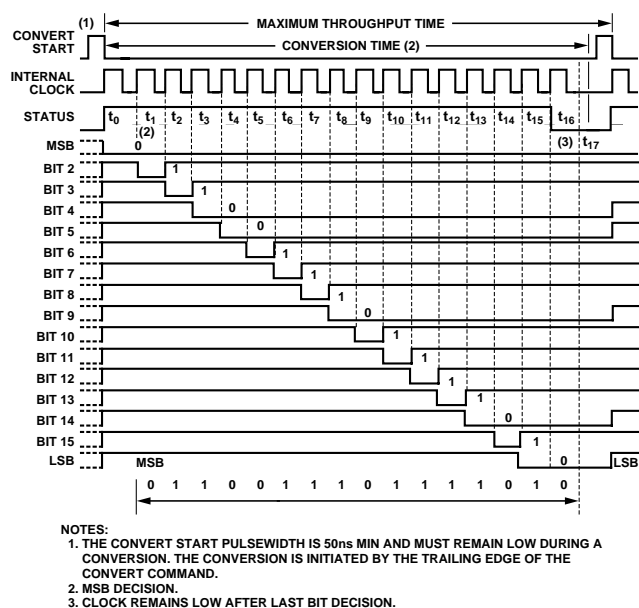 (1)
MAXIMUM THROUGHPUT TIME
CONVERT START
CONVERSION TIME (2)
INTERNAL CLOCK
STATUS t0 t1 t2 t3 t4 t5 t6 t7 t8 t9 t10 t11 t12 t13 t14 t15 t16
(2) (3) t17
MSB 0
BIT 2 1
BIT 3 1
BIT 4 0
BIT 5 0
BIT 6 1
BIT 7 1
BIT 8 1
BIT 9 0
BIT 10 1
BIT 11 1
BIT 12 1
BIT 13 1
BIT 14 0
BIT 15 1
LSB MSB 0 LSB
0 1 1 0 0 1 1 1 0 1 1 1 1 0 1 0
NOTES:
1. THE CONVERT START PULSEWIDTH IS 50ns MIN AND MUST REMAIN LOW DURING A
CONVERSION. THE CONVERSION IS INITIATED BY THE TRAILING EDGE OF THE
CONVERT COMMAND.
2. MSB DECISION.
3. CLOCK REMAINS LOW AFTER LAST BIT DECISION.